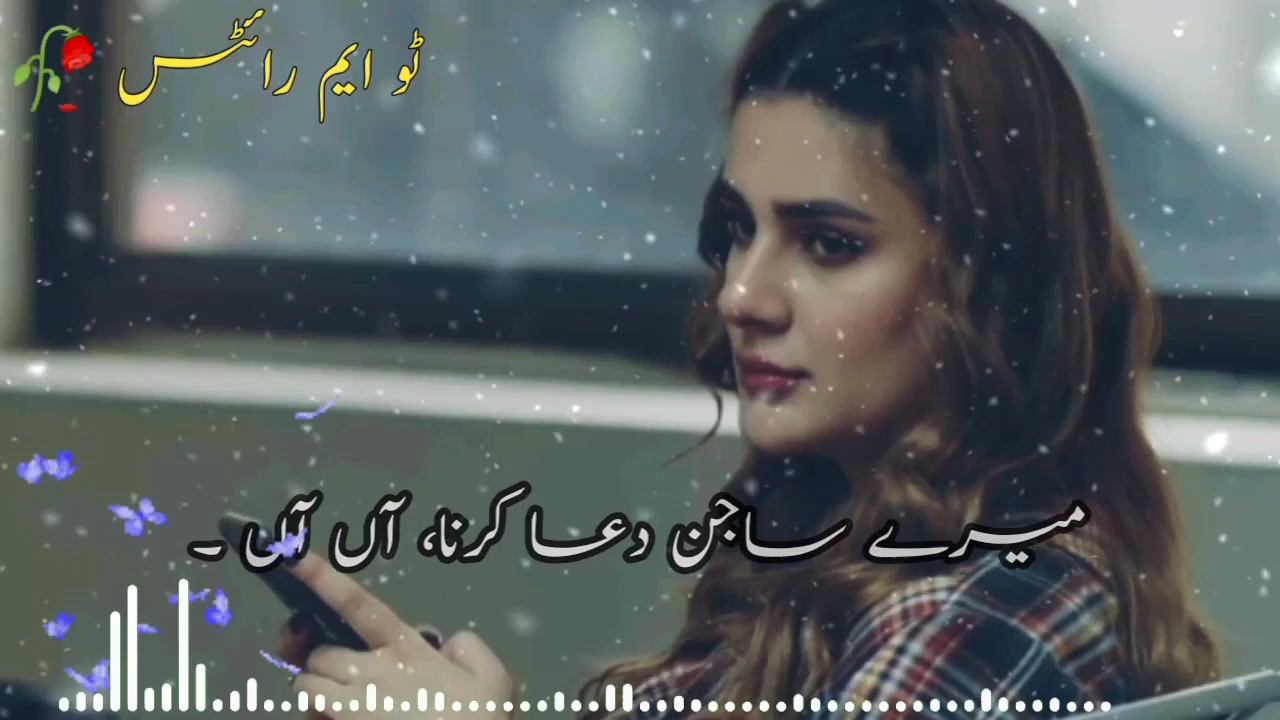 ٹو ایم رائٹس
میرے ساجن دعا کرنا، آں آں ۔